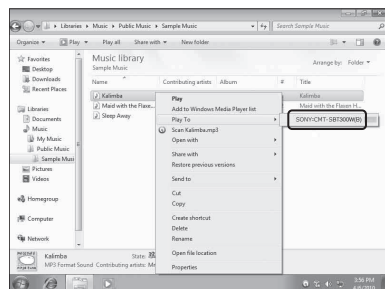 Libraries ▸ Music ▸ Public Music ▸ Sample Music
Search Sample Music
Organize
Play
Play all
Share with
New folder
Favorites
Desktop
Downloads
Recent Places
Libraries
Documents
Music
My Music
Public Music
Sample Musi
Pictures
Videos
Homegroup
Computer
Network
Music library
Sample Music
Arrange by: Folder
Name
Contributing artists
Album
#
Title
Kalimba
Maid with the Flaxe...
Sleep Away
Kalimba
Maid with the Flaxen H...
Play
Add to Windows Media Player list
Play To
SONY-CMT-SBT300W(B)
Scan Kalimba.mp3
Open with
Share with
Restore previous versions
Send to
Cut
Copy
Create shortcut
Delete
Rename
Open file location
Properties
Kalimba
State:
MP3 Format Sound
Contributing artists: Mr
3:56 PM